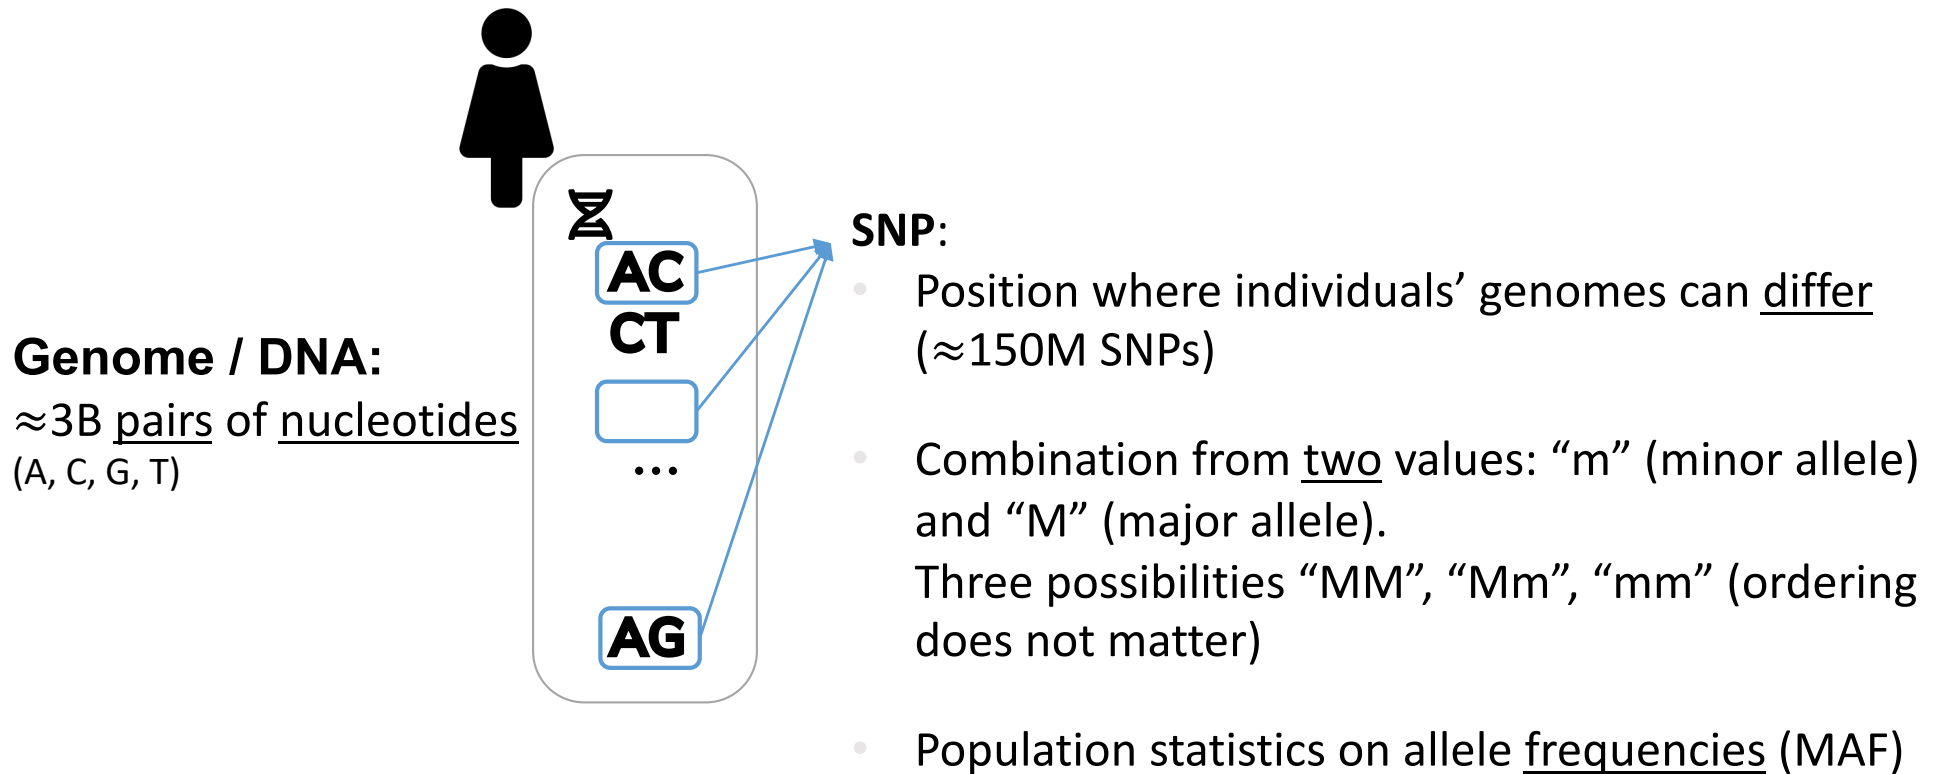 Genome / DNA:
≈3B pairs of nucleotides
(A, C, G, T)
AC
CT
...
AG
SNP:
• Position where individuals’ genomes can differ
(≈150M SNPs)
• Combination from two values: “m” (minor allele)
and “M” (major allele).
Three possibilities “MM”, “Mm”, “mm” (ordering
does not matter)
• Population statistics on allele frequencies (MAF)